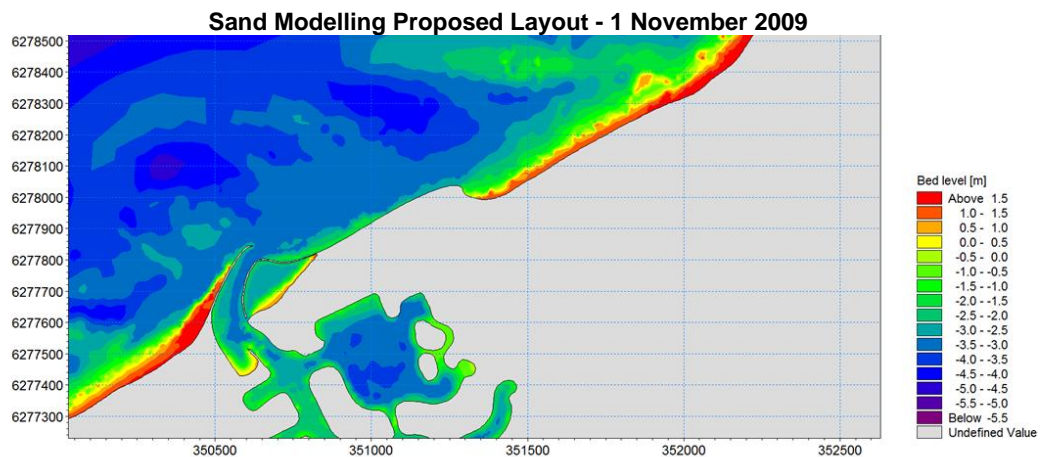 Sand Modelling Proposed Layout - 1 November 2009
6278500
6278400
6278300
6278200
6278100
6278000
6277900
6277800
6277700
6277600
6277500
6277400
6277300
350500
351000
351500
352000
352500
Bed level [m]
Above 1.5
1.0 - 1.5
0.5 - 1.0
0.0 - 0.5
-0.5 - 0.0
-1.0 - -0.5
-1.5 - -1.0
-2.0 - -1.5
-2.5 - -2.0
-3.0 - -2.5
-3.5 - -3.0
-4.0 - -3.5
-4.5 - -4.0
-5.0 - -4.5
-5.5 - -5.0
Below -5.5
Undefined Value